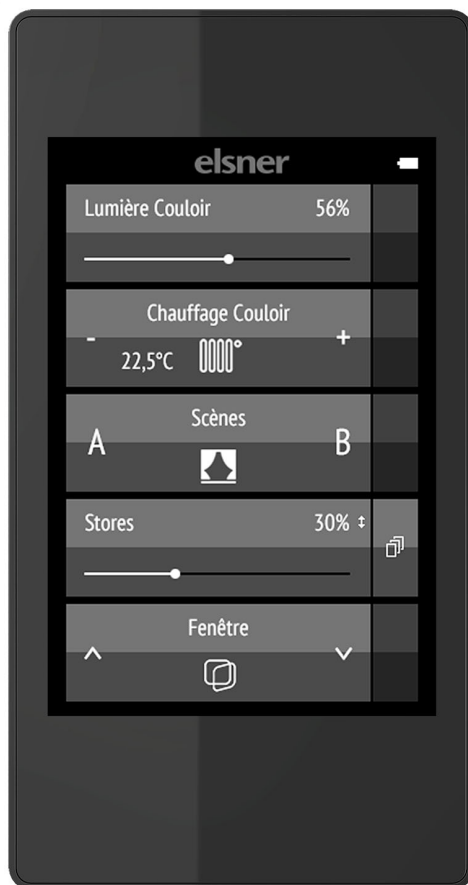 elsner
Lumière Couloir 56%
Chauffage Couloir
- 22,5°C +
Scènes
A B
Stores 30%
Fenêtre